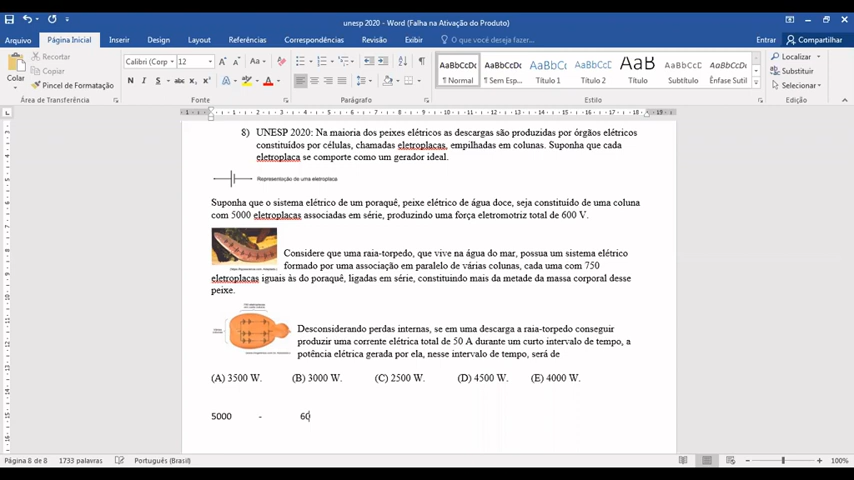 unesp 2020 - Word (Falha na Ativação do Produto)
Arquivo Página Inicial Inserir Design Layout Referências Correspondências Revisão Exibir O que você deseja fazer... Entrar Compartilhar
Colar
Recortar
Copiar
Pincel de Formatação
Calibri (Corp 12
AaBbCcDc AaBbCcDc AaBbCc AaBbCcC AaB AaBbCcC AaBbCcDc
¶ Normal ¶ Sem Esp... Título 1 Título 2 Título Subtítulo Ênfase Sutil
Localizar
Substituir
Selecionar
Área de Transferência Fonte Parágrafo Estilo Edição
8) UNESP 2020: Na maioria dos peixes elétricos as descargas são produzidas por órgãos elétricos
constituídos por células, chamadas eletroplacas, empilhadas em colunas. Suponha que cada
eletroplaca se comporte como um gerador ideal.
Representação de uma eletroplaca
Suponha que o sistema elétrico de um poraquê, peixe elétrico de água doce, seja constituído de uma coluna
com 5000 eletroplacas associadas em série, produzindo uma força eletromotriz total de 600 V.
Considere que uma raia-torpedo, que vive na água do mar, possua um sistema elétrico
formado por uma associação em paralelo de várias colunas, cada uma com 750
eletroplacas iguais às do poraquê, ligadas em série, constituindo mais da metade da massa corporal desse
peixe.
Desconsiderando perdas internas, se em uma descarga a raia-torpedo conseguir
produzir uma corrente elétrica total de 50 A durante um curto intervalo de tempo, a
potência elétrica gerada por ela, nesse intervalo de tempo, será de
(A) 3500 W. (B) 3000 W. (C) 2500 W. (D) 4500 W. (E) 4000 W.
5000 - 60
Página 8 de 8 1733 palavras Português (Brasil) 100%